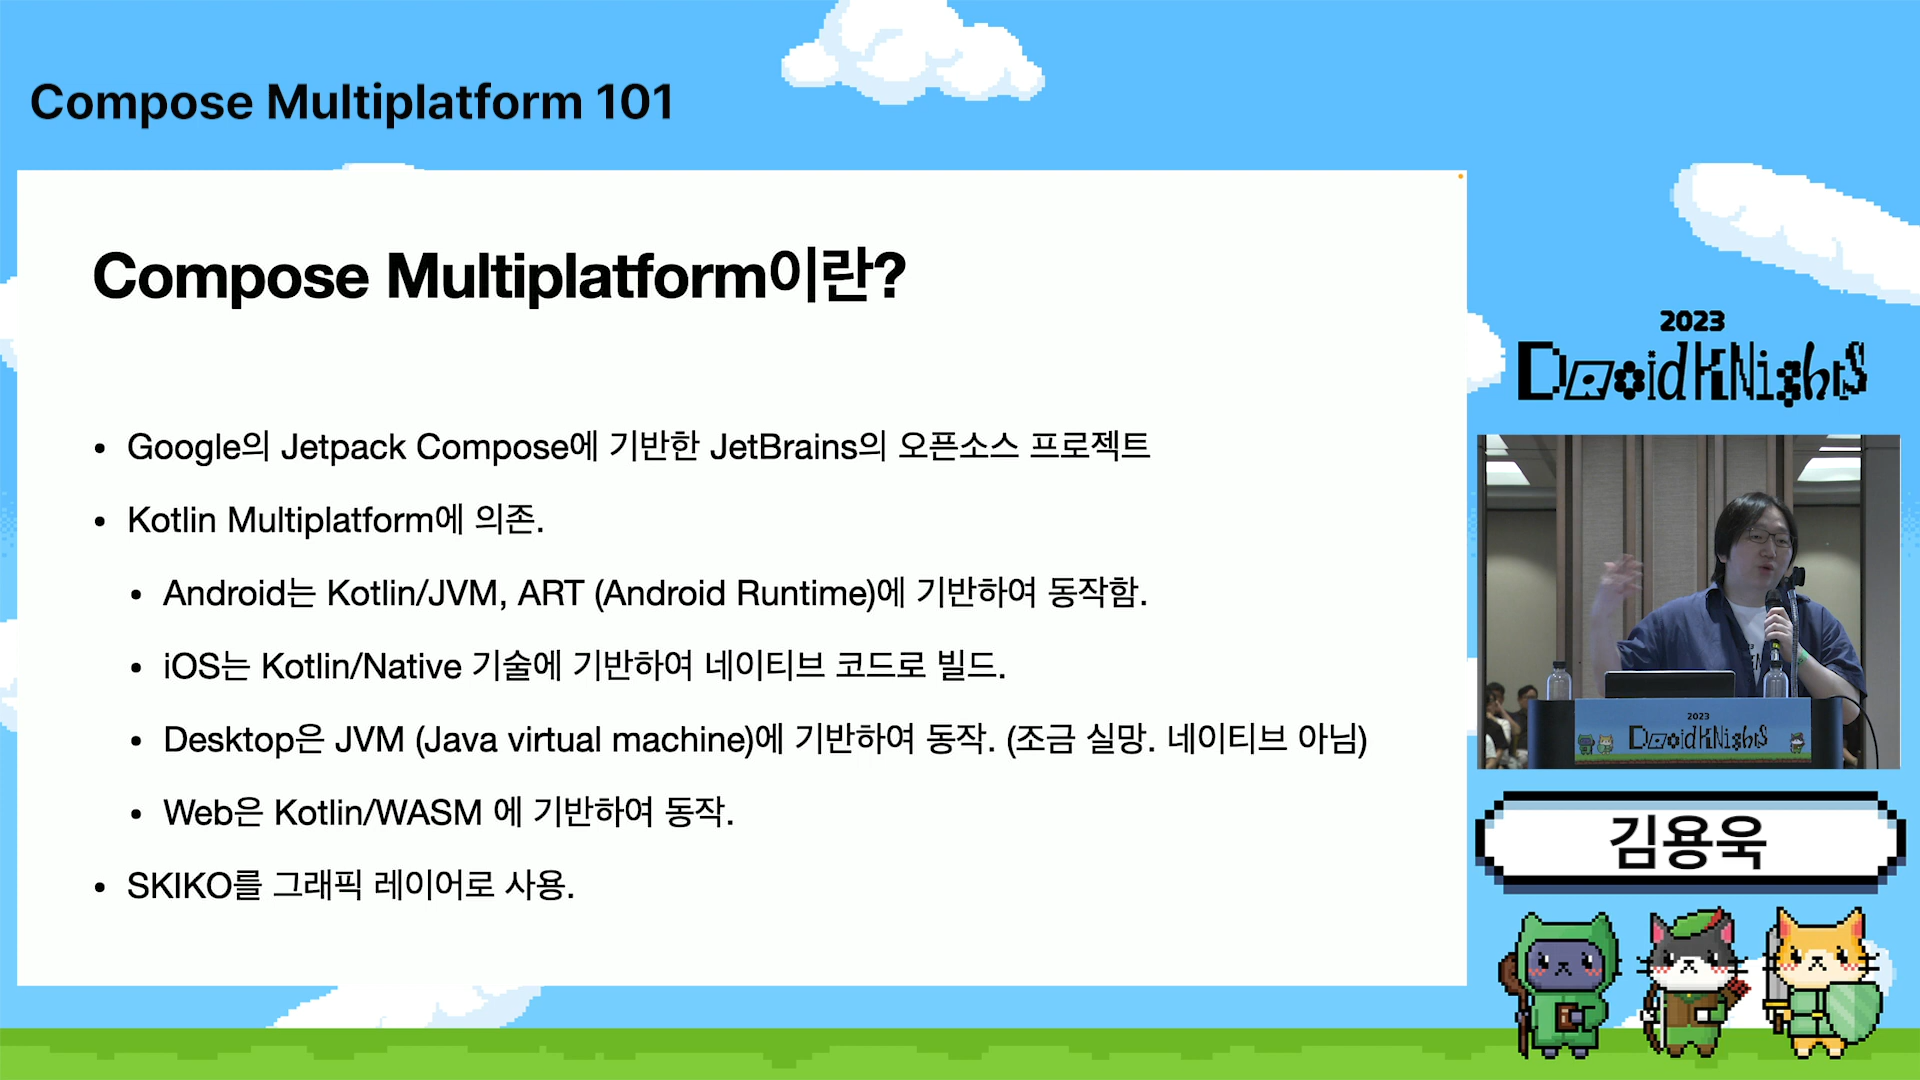 Compose Multiplatform 101
Compose Multiplatform이란?
• Google의 Jetpack Compose에 기반한 JetBrains의 오픈소스 프로젝트
• Kotlin Multiplatform에 의존.
• Android는 Kotlin/JVM, ART (Android Runtime)에 기반하여 동작함.
• iOS는 Kotlin/Native 기술에 기반하여 네이티브 코드로 빌드.
• Desktop은 JVM (Java virtual machine)에 기반하여 동작. (조금 실망. 네이티브 아님)
• Web은 Kotlin/WASM 에 기반하여 동작.
• SKIKO를 그래픽 레이어로 사용.
2023
DRoidKNighTS
2023
DRoidKNighTS
김용욱